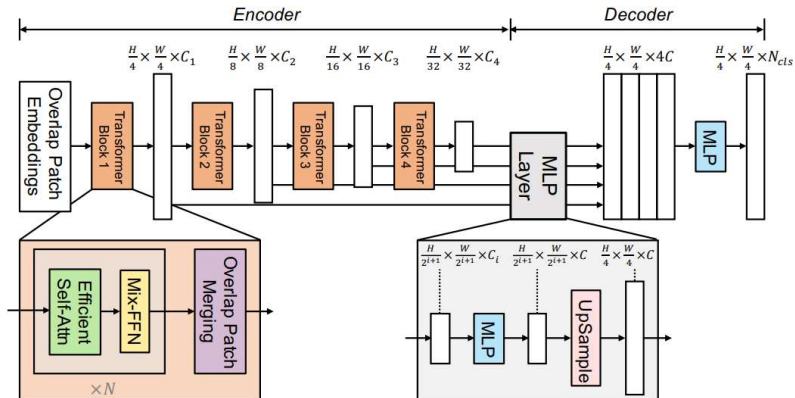 Encoder
Decoder
H/4 × W/4 ×C₁
H/8 × W/8 ×C₂
H/16 × W/16 ×C₃
H/32 × W/32 ×C₄
H/4 × W/4 ×4C
H/4 × W/4 ×N_cls
Overlap Patch
Embeddings
Transformer
Block 1
Transformer
Block 2
Transformer
Block 3
Transformer
Block 4
MLP
Layer
MLP
Efficient
Self-Attn
Mix-FFN
×N
Overlap Patch
Merging
H/2^{i+1} × W/2^{i+1} ×C_i
H/2^{i+1} × W/2^{i+1} ×C
H/4 × W/4 ×C
MLP
UpSample